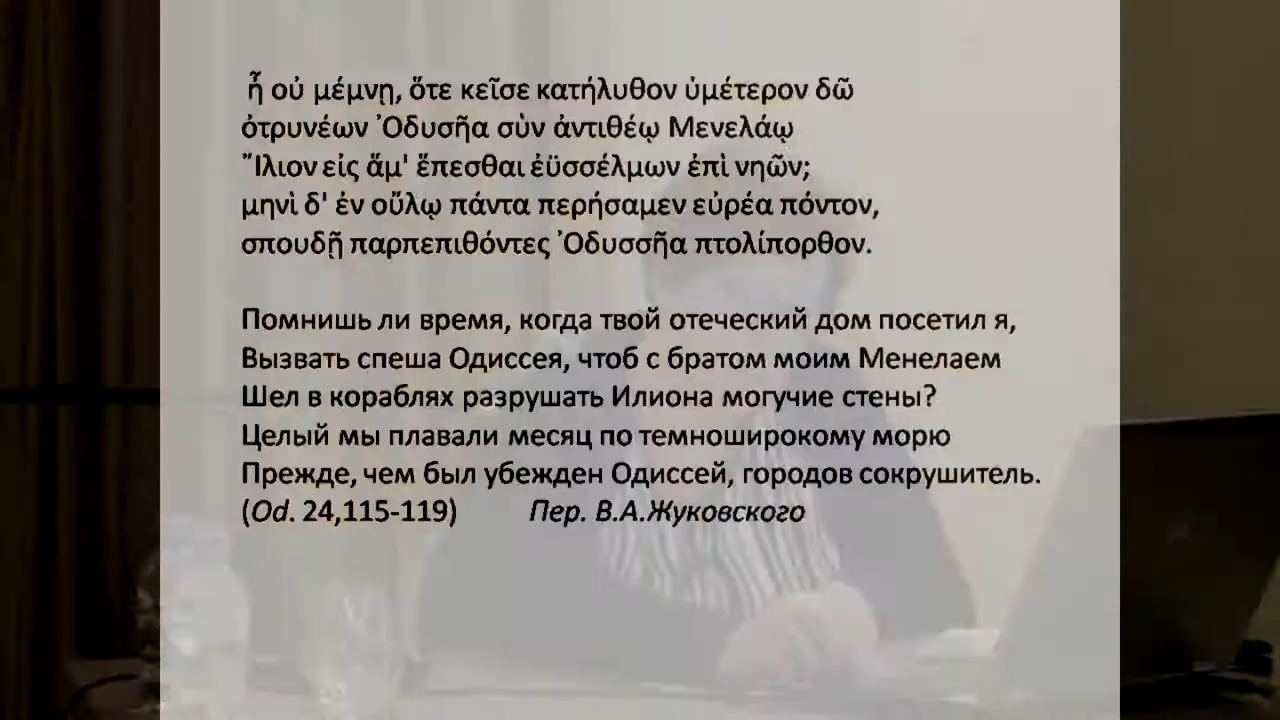 ἦ οὐ μέμνῃ, ὅτε κεῖσε κατήλυθον ὑμέτερον δῶ
ὀτρυνέων Ὀδυσῆα σὺν ἀντιθέῳ Μενελάῳ
Ἴλιον εἰς ἅμ' ἕπεσθαι ἐϋσσέλμων ἐπὶ νηῶν;
μηνὶ δ' ἐν οὔλῳ πάντα περήσαμεν εὐρέα πόντον,
σπουδῇ παρπεπιθόντες Ὀδυσσῆα πτολίπορθον.
Помнишь ли время, когда твой отеческий дом посетил я,
Вызвать спеша Одиссея, чтоб с братом моим Менелаем
Шел в кораблях разрушать Илиона могучие стены?
Целый мы плавали месяц по темноширокому морю
Прежде, чем был убежден Одиссей, городов сокрушитель.
(Od. 24,115-119) Пер. В.А.Жуковского